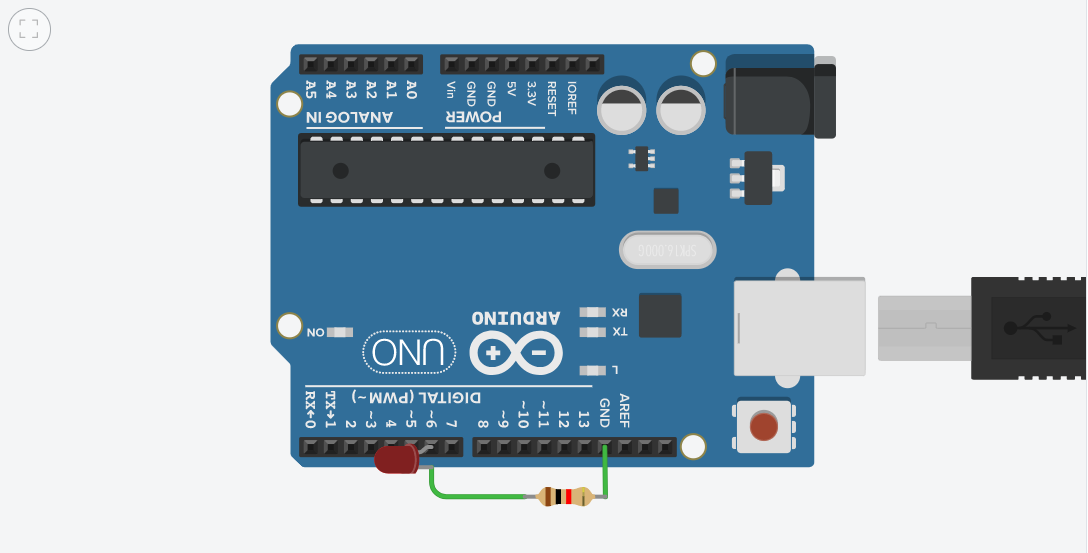 A5 A4 A3 A2 A1 A0
Vin GND GND 5V 3.3V RESET IOREF
ANALOG IN
POWER
SPK16.000G
ARDUINO
RX
TX
ON
UNO
L
DIGITAL (PWM~)
RX←0 TX→1 2 ~3 4 ~5 ~6 7 8 ~9 ~10 ~11 12 13 GND AREF